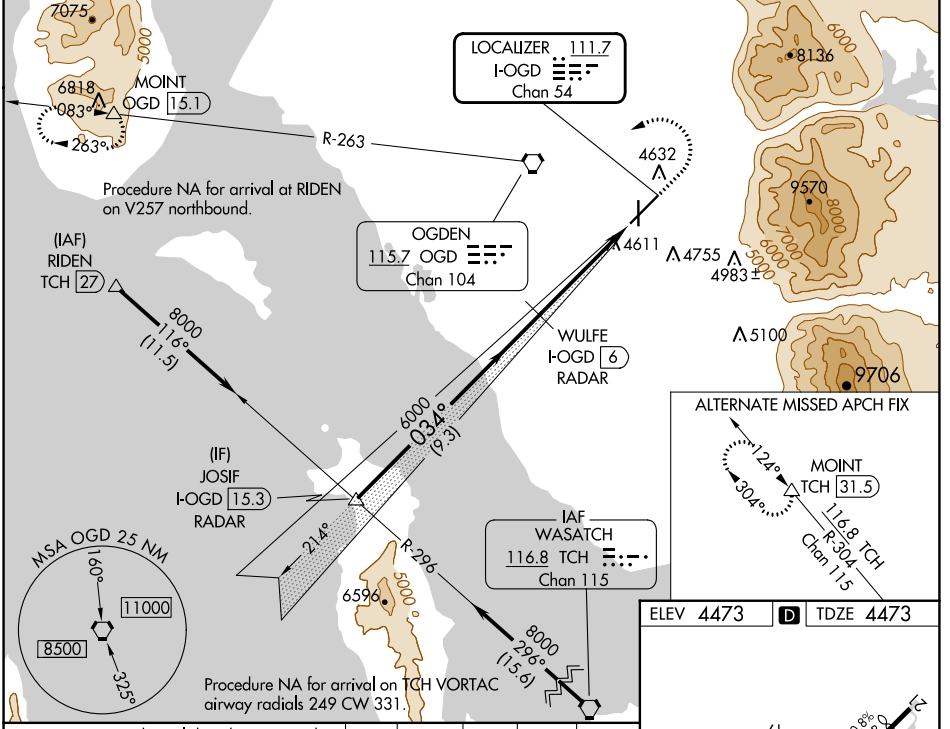 7075
5000
6818
083°
263°
MOINT
OGD 15.1
R-263
Procedure NA for arrival at RIDEN
on V257 northbound.
LOCALIZER 111.7
I-OGD
Chan 54
4632
6000
8136
9570
8000
6000
5000
4611
4755
4983 ±
5100
9706
OGDEN
115.7 OGD
Chan 104
(IAF)
RIDEN
TCH 27
8000
116°
(11.5)
WULFE
I-OGD 6
RADAR
6000
034°
(9.3)
(IF)
JOSIF
I-OGD 15.3
RADAR
214°
R-296
5000
6596
IAF
WASATCH
116.8 TCH
Chan 115
8000
296°
(15.6)
ALTERNATE MISSED APCH FIX
124°
304°
MOINT
TCH 31.5
116.8 TCH
R-304
Chan 115
MSA OGD 25 NM
160°
11000
8500
325°
Procedure NA for arrival on TCH VORTAC
airway radials 249 CW 331.
ELEV 4473
D
TDZE 4473
21